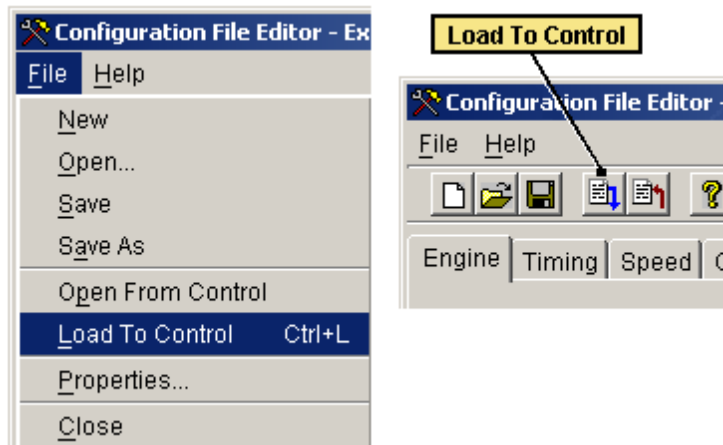 Configuration File Editor - Ex
File Help
New
Open...
Save
Save As
Open From Control
Load To Control Ctrl+L
Properties...
Close
Load To Control
Configuration File Editor -
File Help
Engine Timing Speed